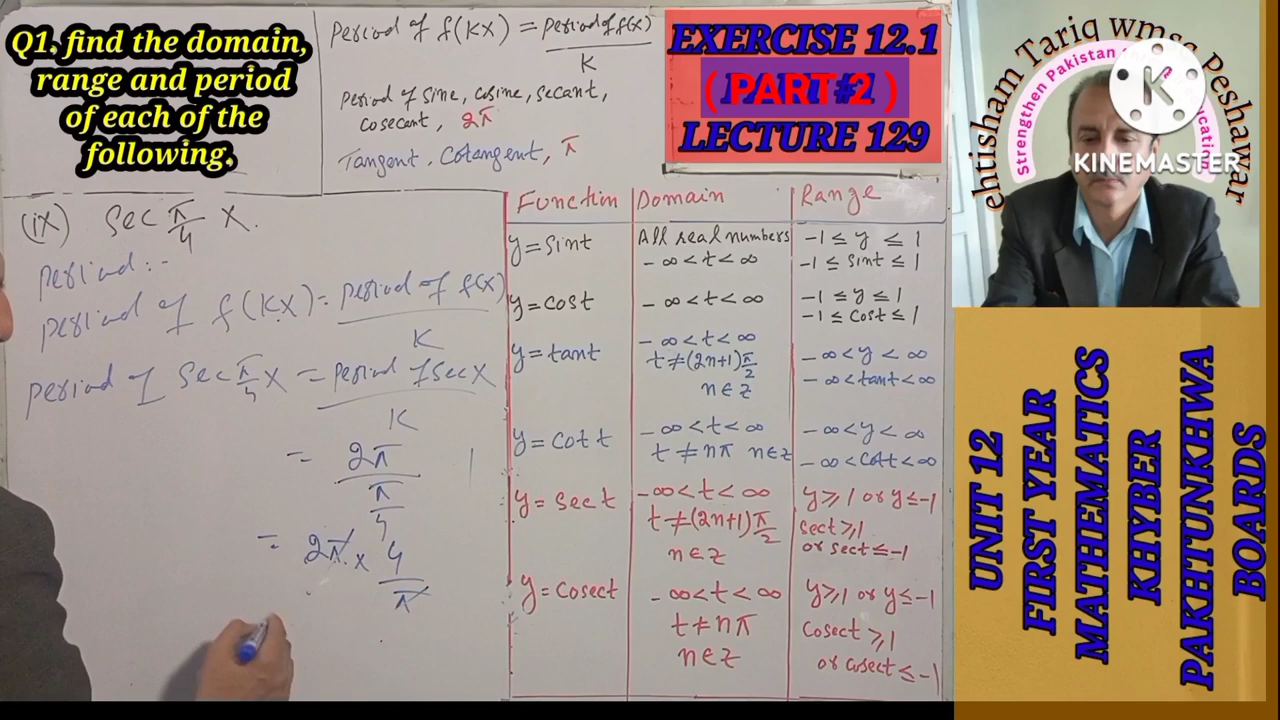 Q1. find the domain,
range and period
of each of the
following.
Period of f(Kx) = period of f(x)
K
Period of sine, cosine, secant,
cosecant, 2π
Tangent, Cotangent, π
EXERCISE 12.1
( PART 2 )
LECTURE 129
ehtisham Tariq wmsc Peshawar
Strengthen Pakistan
KINEMASTER
(ix) Sec π/4 x.
Period:-
period of f(Kx) = period of f(x)
K
period of Sec π/4 x = period of Sec x
K
= 2π
π
4
= 2π × 4
π
Function Domain Range
y=sint All real numbers -1 ≤ y ≤ 1
-∞<t<∞ -1 ≤ sint ≤ 1
y=cost -∞<t<∞ -1≤y≤1
-1≤Cost≤1
y=tant -∞<t<∞ -∞<y<∞
t≠(2n+1)π/2 -∞<tant<∞
n∈z
y=cott -∞<t<∞ -∞<y<∞
t≠nπ n∈z -∞<Cott<∞
y=sect -∞<t<∞ y≥1 or y≤-1
t≠(2n+1)π/2 sect≥1
n∈z or sect≤-1
y=cosect -∞<t<∞ y≥1 or y≤-1
t≠nπ Cosect≥1
n∈z or cosect≤-1
UNIT 12
FIRST YEAR
MATHEMATICS
KHYBER
PAKHTUNKHWA
BOARDS